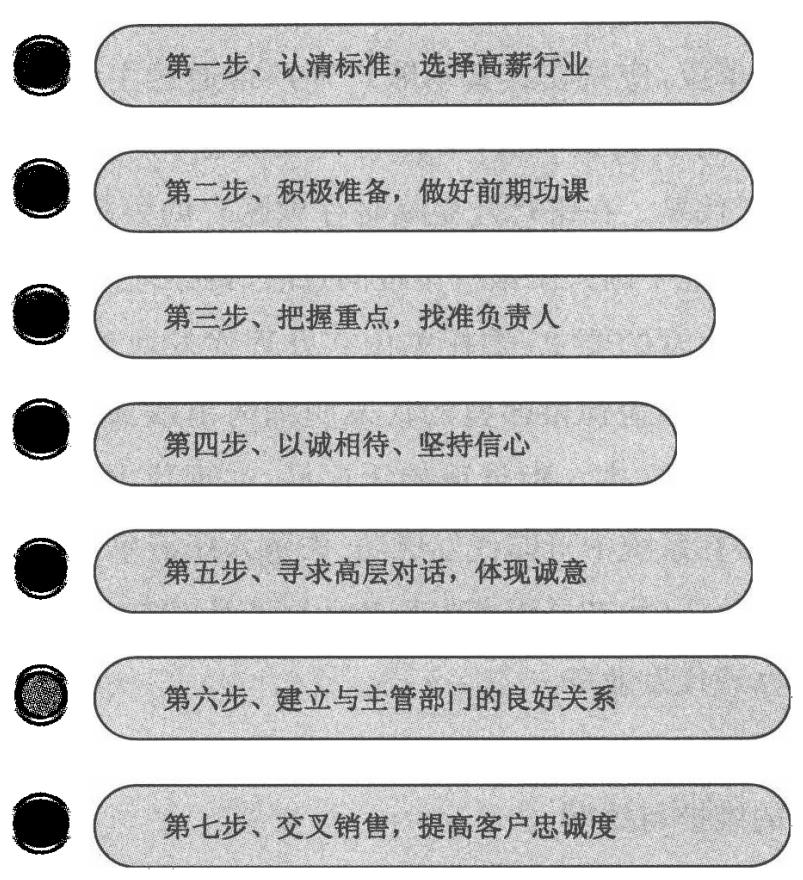 第一步、认清标准，选择高薪行业
第二步、积极准备，做好前期功课
第三步、把握重点，找准负责人
第四步、以诚相待、坚持信心
第五步、寻求高层对话，体现诚意
第六步、建立与主管部门的良好关系
第七步、交叉销售，提高客户忠诚度